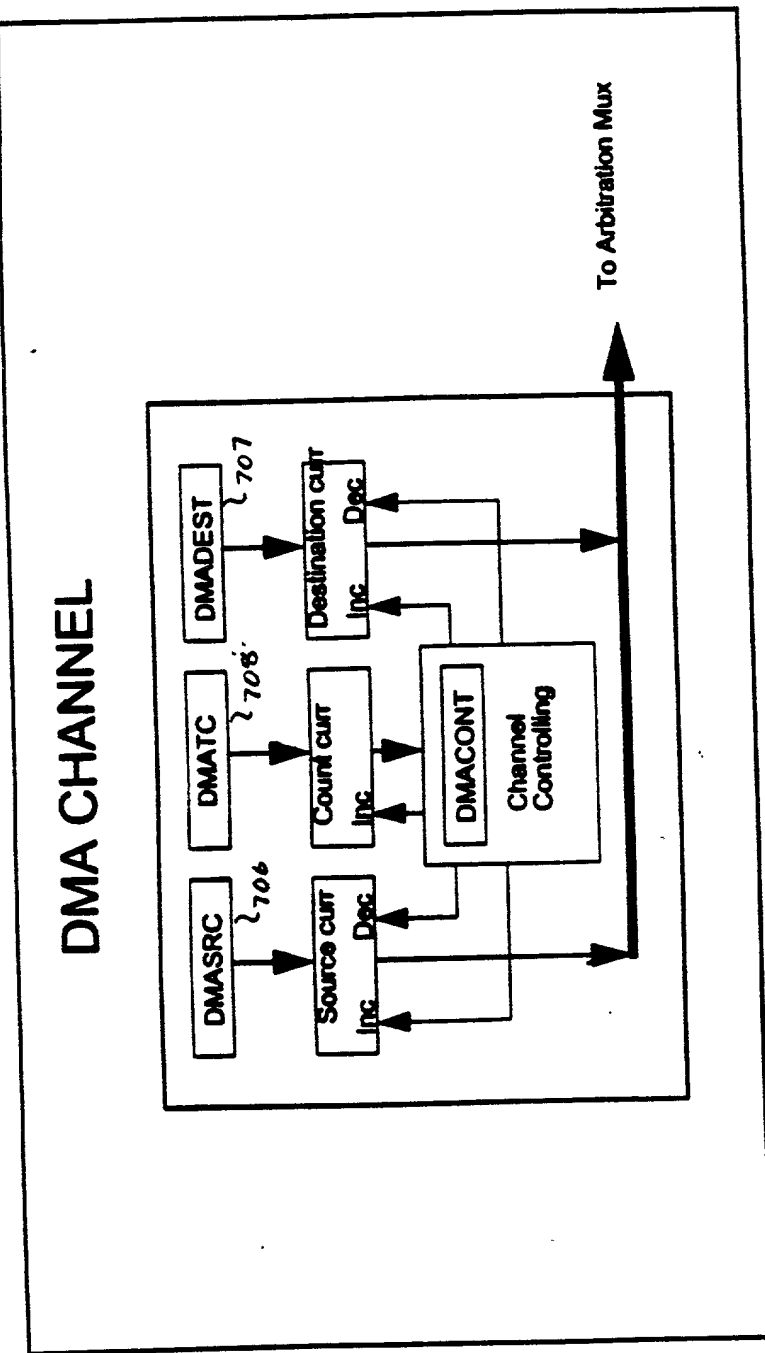 DMA CHANNEL
DMASRC
706
DMATC
708
DMADEST
707
Source curr
Inc Dec
Count curr
Inc
Destination curr
Inc Dec
DMACONT
Channel
Controlling
To Arbitration Mux